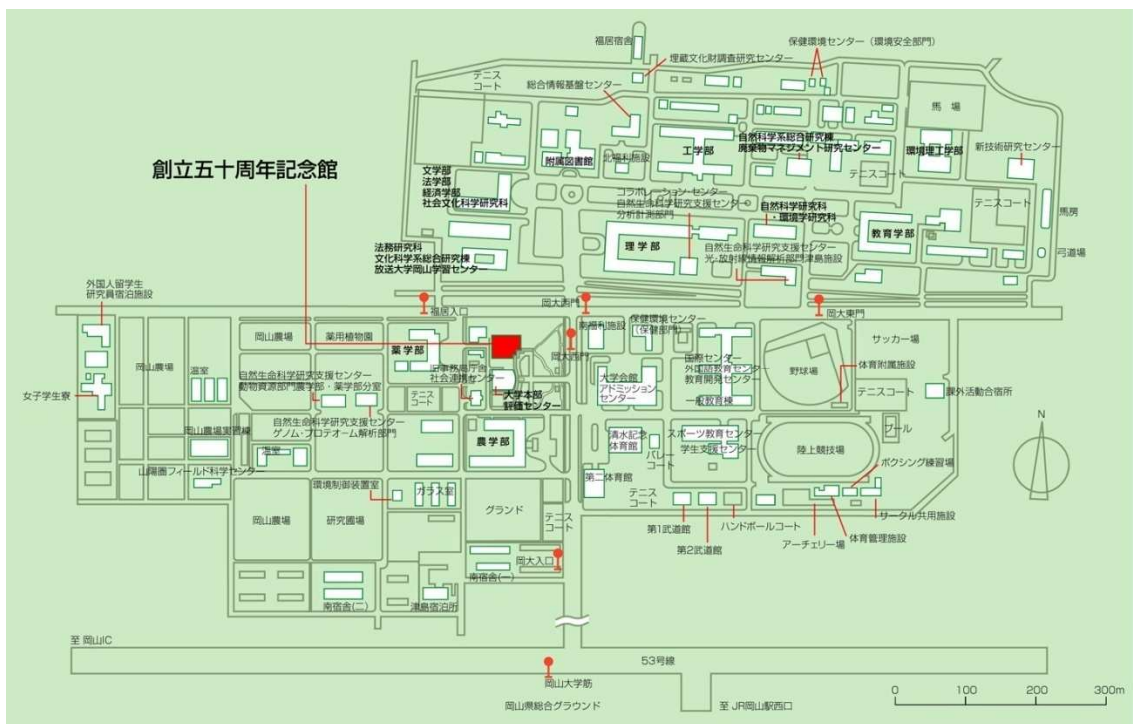 福居宿舎
保健環境センター（環境安全部門）
埋蔵文化財調査研究センター
テニス
コート
総合情報基盤センター
馬 場
自然科学系総合研究棟
廃棄物マネジメント研究センター
工学部
附属図書館
北福利施設
環境理工学部
新技術研究センター
創立五十周年記念館
文学部
法学部
経済学部
社会文化科学研究科
テニスコート
コラボレーション・センター
自然生命科学研究支援センター
分析計測部門
自然科学研究科
・環境学研究科
テニスコート
馬房
教育学部
理学部
法務研究科
文化科学系総合研究棟
放送大学岡山学習センター
自然生命科学研究支援センター
光・放射線情報解析部門津島施設
弓道場
外国人留学生
研究員宿泊施設
岡大西門
岡大東門
福居入口
岡山農場
薬用植物園
南福利施設
保健環境センター
（保健部門）
サッカー場
薬学部
岡大西門
国際センター
外国語教育センター
教育開発センター
体育附属施設
岡山農場
温室
旧事務局庁舎
社会連携センター
野球場
自然生命科学研究支援センター
動物資源部門農学部・薬学部分室
大学会館
アドミッション
センター
テニスコート
課外活動合宿所
女子学生寮
テニス
コート
大学本部
評価センター
一般教育棟
N
自然生命科学研究支援センター
ゲノム・プロテオーム解析部門
プール
岡山農場実習棟
農学部
清水記念
体育館
スポーツ教育センター
学生支援センター
温室
バレー
コート
陸上競技場
ボクシング練習場
山陽圏フィールド科学センター
第二体育館
環境制御装置室
ガラス室
テニス
コート
グランド
岡山農場
研究圃場
テニス
コート
第1武道館
ハンドボールコート
サークル共用施設
アーチェリー場
体育管理施設
第2武道館
岡大入口
南宿舎(一)
南宿舎(二)
津島宿泊所
至 岡山IC
53号線
岡山大学筋
岡山県総合グラウンド
至 JR岡山駅西口
0 100 200 300m